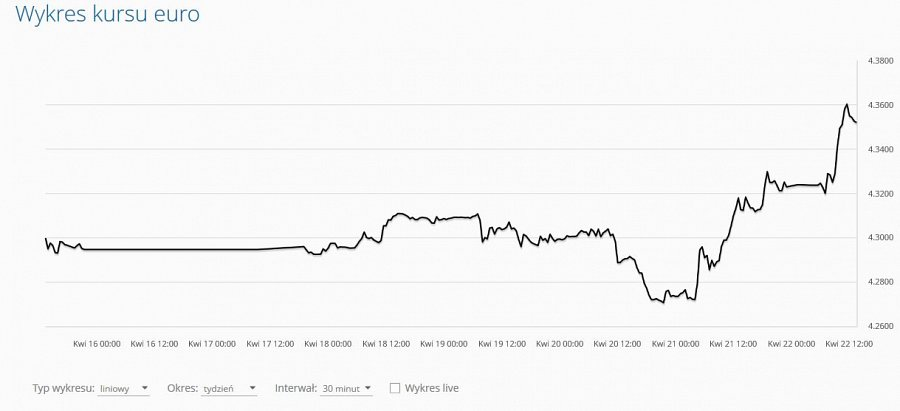 Wykres kursu euro
4.3800
4.3600
4.3400
4.3200
4.3000
4.2800
4.2600
Kwi 16 00:00 Kwi 16 12:00 Kwi 17 00:00 Kwi 17 12:00 Kwi 18 00:00 Kwi 18 12:00 Kwi 19 00:00 Kwi 19 12:00 Kwi 20 00:00 Kwi 20 12:00 Kwi 21 00:00 Kwi 21 12:00 Kwi 22 00:00 Kwi 22 12:00
Typ wykresu: liniowy Okres: tydzień Interwał: 30 minut Wykres live